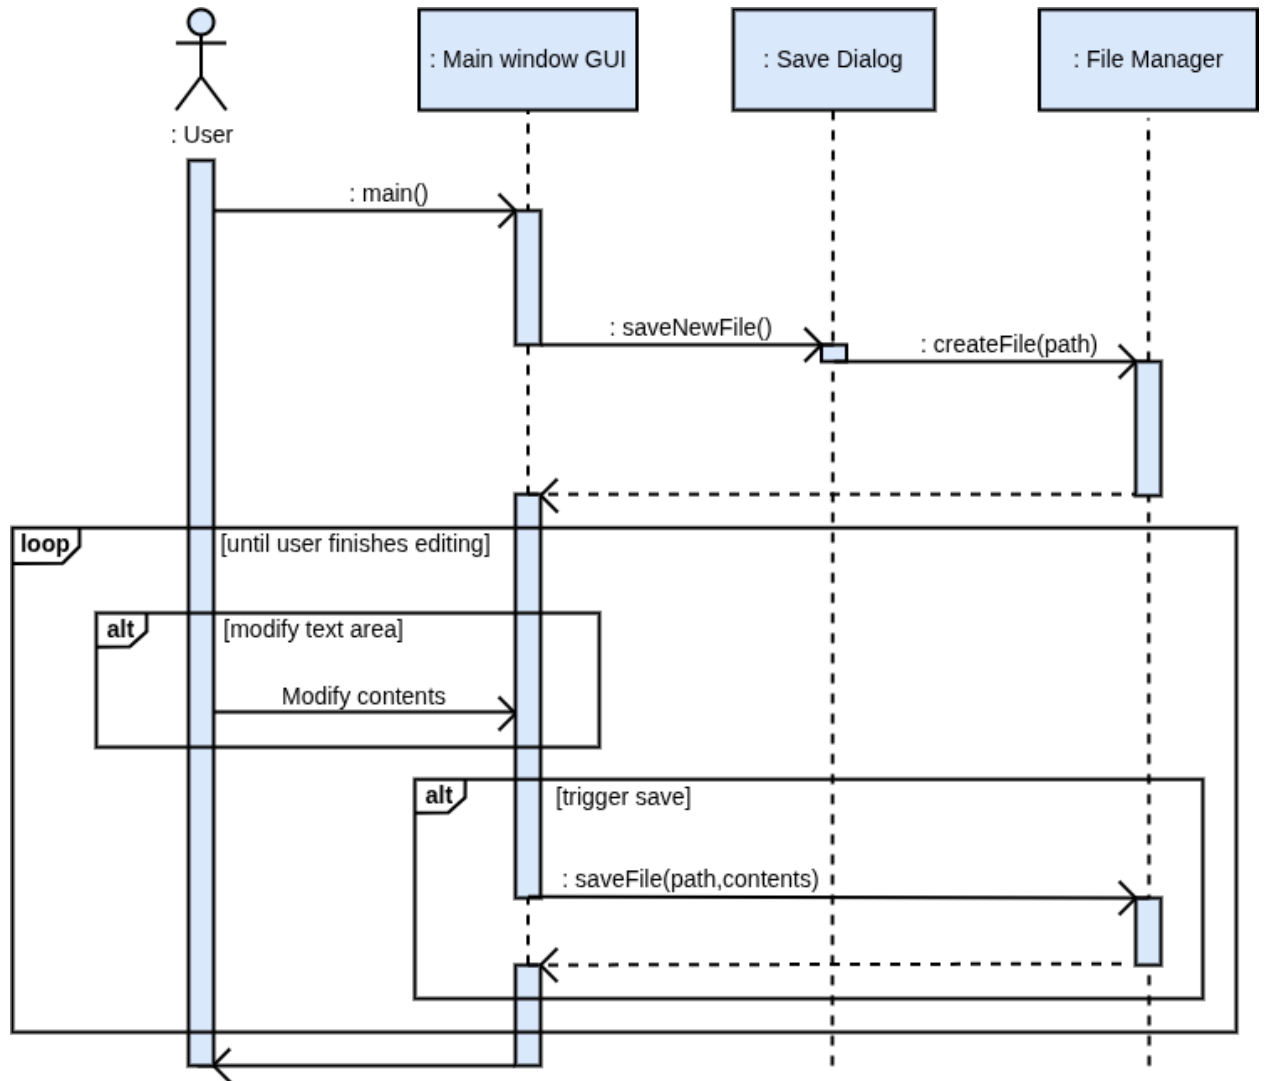 : Main window GUI
: Save Dialog
: File Manager
: User
: main()
: saveNewFile()
: createFile(path)
loop
[until user finishes editing]
alt
[modify text area]
Modify contents
alt
[trigger save]
: saveFile(path,contents)